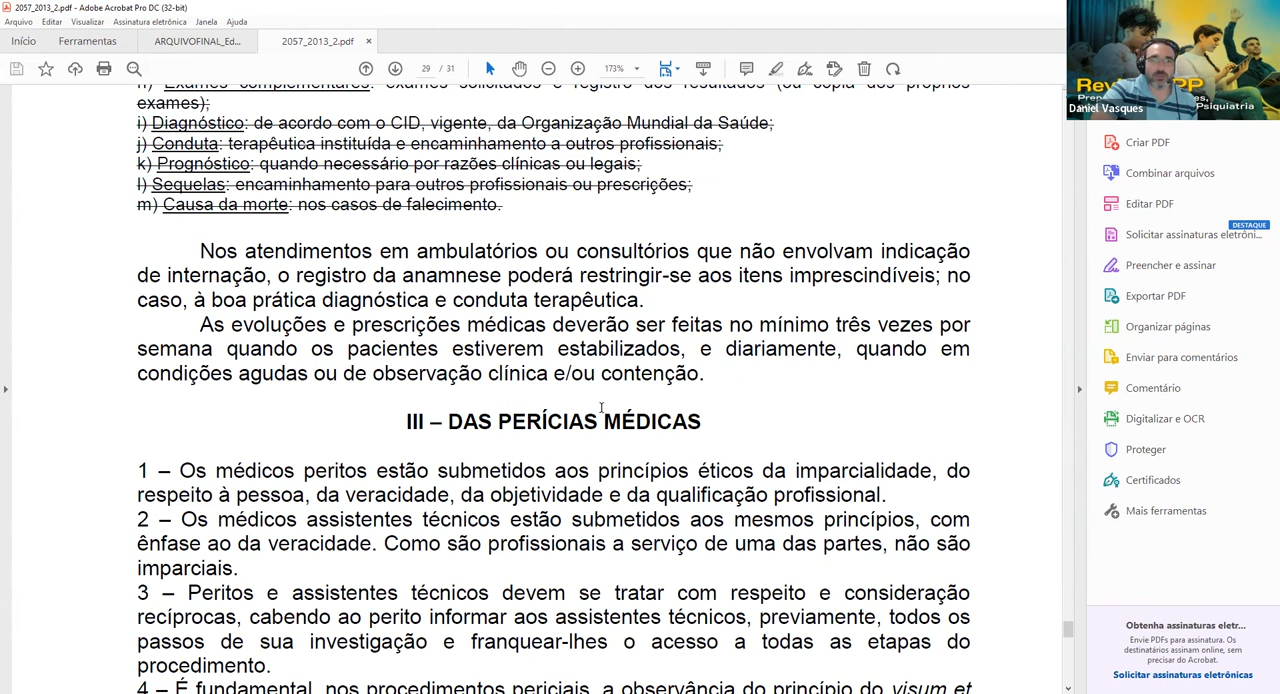 2057_2013_2.pdf - Adobe Acrobat Pro DC (32-bit)
Arquivo Editar Visualizar Assinatura eletrônica Janela Ajuda
Início Ferramentas ARQUIVOFINAL_Ed... 2057_2013_2.pdf ×
29 / 31 173%
h) Exames complementares: exames solicitados e registro dos resultados (ou cópia dos próprios
exames);
i) Diagnóstico: de acordo com o CID, vigente, da Organização Mundial da Saúde;
j) Conduta: terapêutica instituída e encaminhamento a outros profissionais;
k) Prognóstico: quando necessário por razões clínicas ou legais;
l) Sequelas: encaminhamento para outros profissionais ou prescrições;
m) Causa da morte: nos casos de falecimento.
Nos atendimentos em ambulatórios ou consultórios que não envolvam indicação
de internação, o registro da anamnese poderá restringir-se aos itens imprescindíveis; no
caso, à boa prática diagnóstica e conduta terapêutica.
As evoluções e prescrições médicas deverão ser feitas no mínimo três vezes por
semana quando os pacientes estiverem estabilizados, e diariamente, quando em
condições agudas ou de observação clínica e/ou contenção.
III – DAS PERÍCIAS MÉDICAS
1 – Os médicos peritos estão submetidos aos princípios éticos da imparcialidade, do
respeito à pessoa, da veracidade, da objetividade e da qualificação profissional.
2 – Os médicos assistentes técnicos estão submetidos aos mesmos princípios, com
ênfase ao da veracidade. Como são profissionais a serviço de uma das partes, não são
imparciais.
3 – Peritos e assistentes técnicos devem se tratar com respeito e consideração
recíprocas, cabendo ao perito informar aos assistentes técnicos, previamente, todos os
passos de sua investigação e franquear-lhes o acesso a todas as etapas do
procedimento.
4 – É fundamental, nos procedimentos periciais, a observância do princípio do visum et
Daniel Vasques
Psiquiatria
Criar PDF
Combinar arquivos
Editar PDF
DESTAQUE
Solicitar assinaturas eletrôni...
Preencher e assinar
Exportar PDF
Organizar páginas
Enviar para comentários
Comentário
Digitalizar e OCR
Proteger
Certificados
Mais ferramentas
Obtenha assinaturas eletr...
Envie PDFs para assinatura. Os
destinatários assinam online, sem
precisar do Acrobat.
Solicitar assinaturas eletrônicas